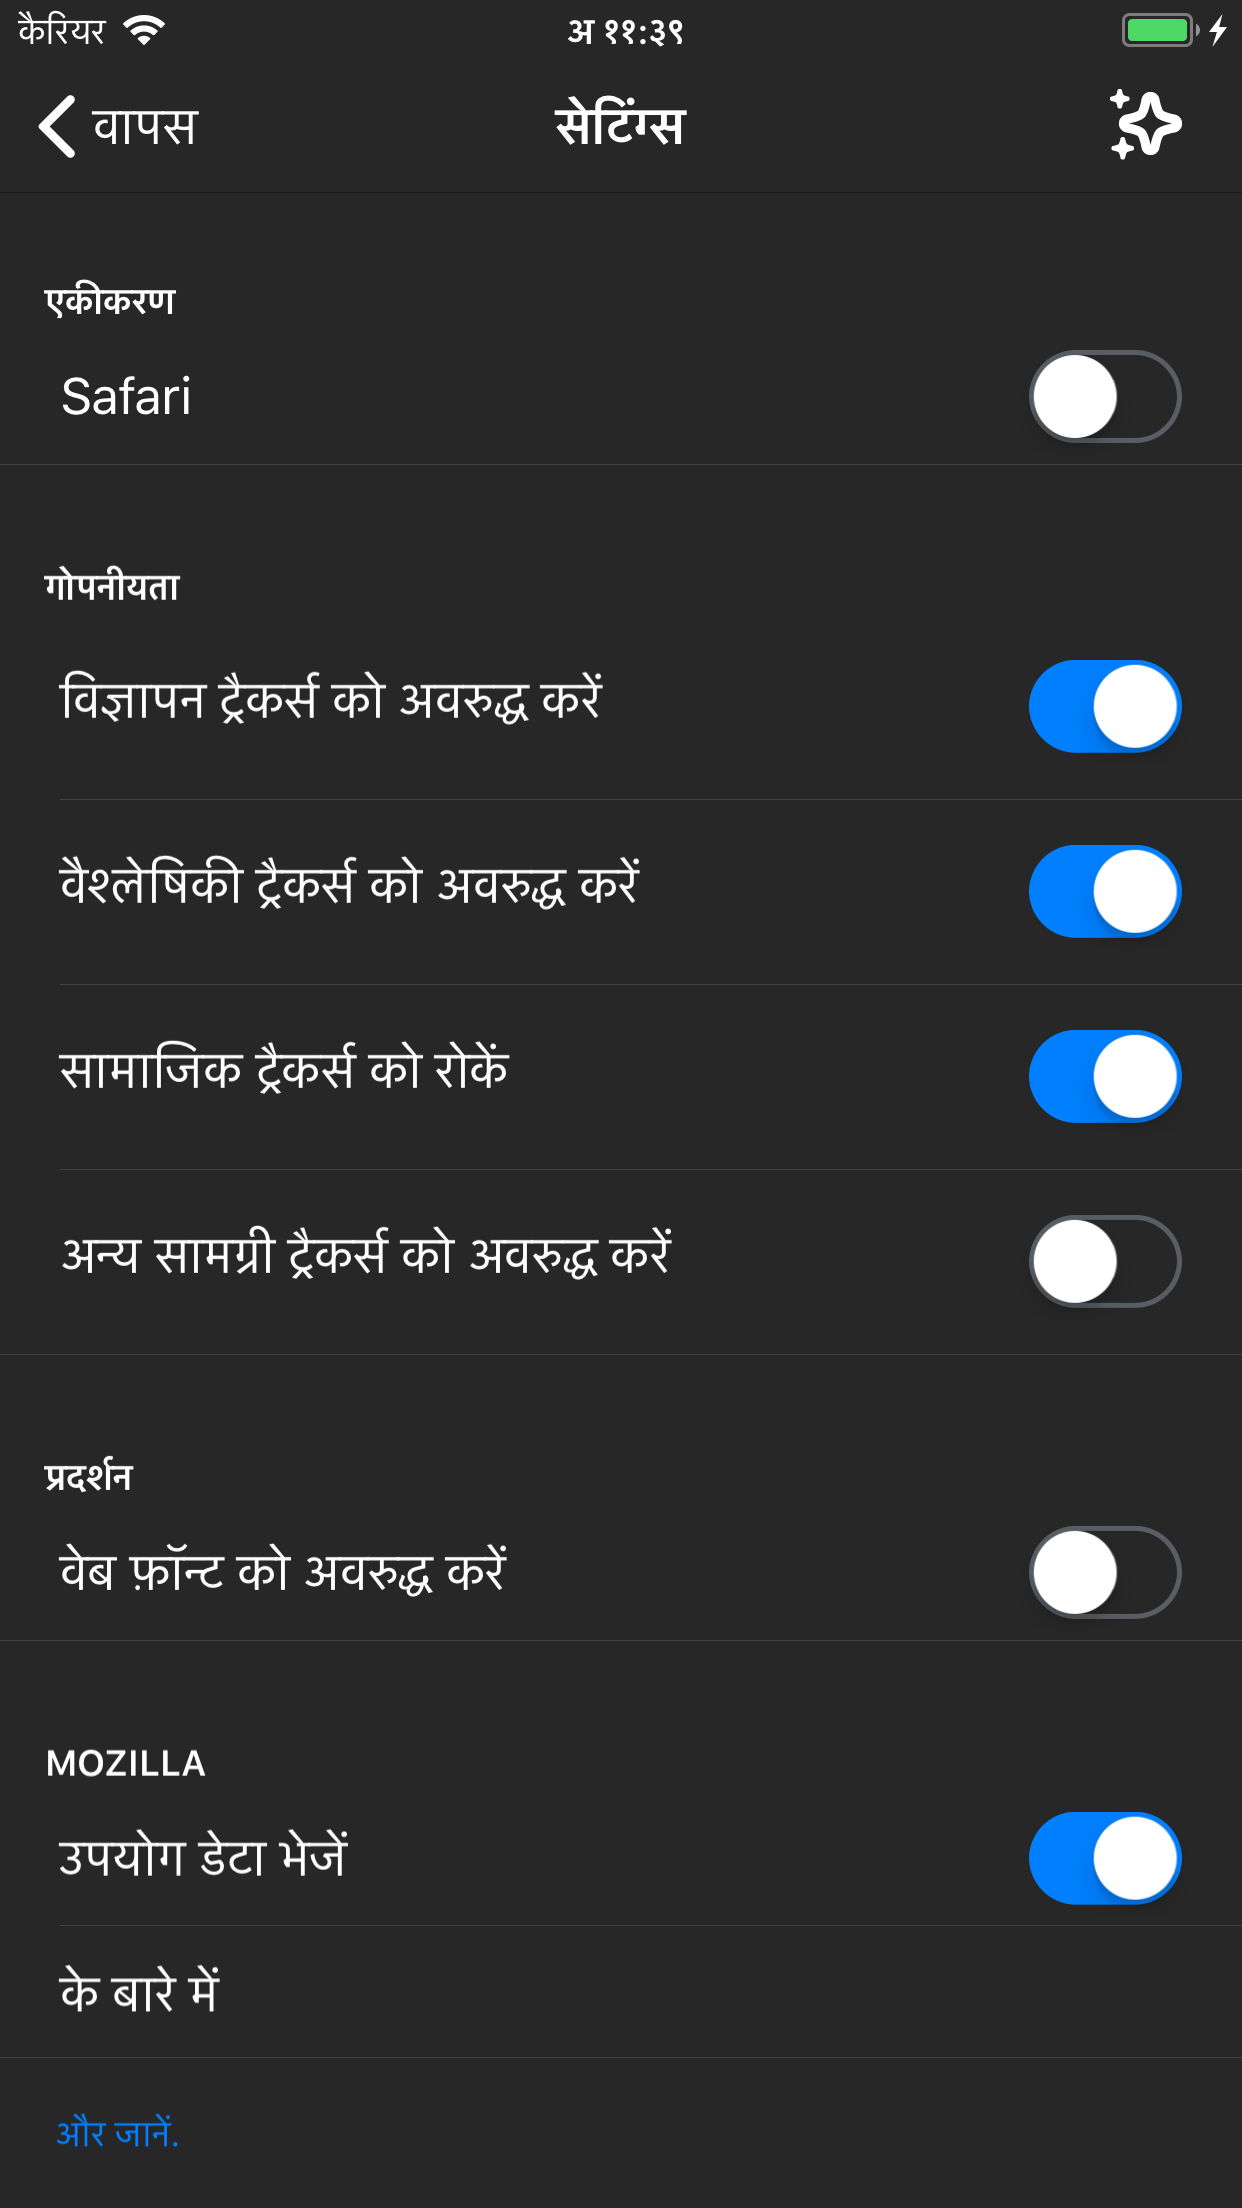 कैरियर
अ ११:३९
वापस
सेटिंग्स
एकीकरण
Safari
गोपनीयता
विज्ञापन ट्रैकर्स को अवरुद्ध करें
वैश्लेषिकी ट्रैकर्स को अवरुद्ध करें
सामाजिक ट्रैकर्स को रोकें
अन्य सामग्री ट्रैकर्स को अवरुद्ध करें
प्रदर्शन
वेब फ़ॉन्ट को अवरुद्ध करें
MOZILLA
उपयोग डेटा भेजें
के बारे में
और जानें.